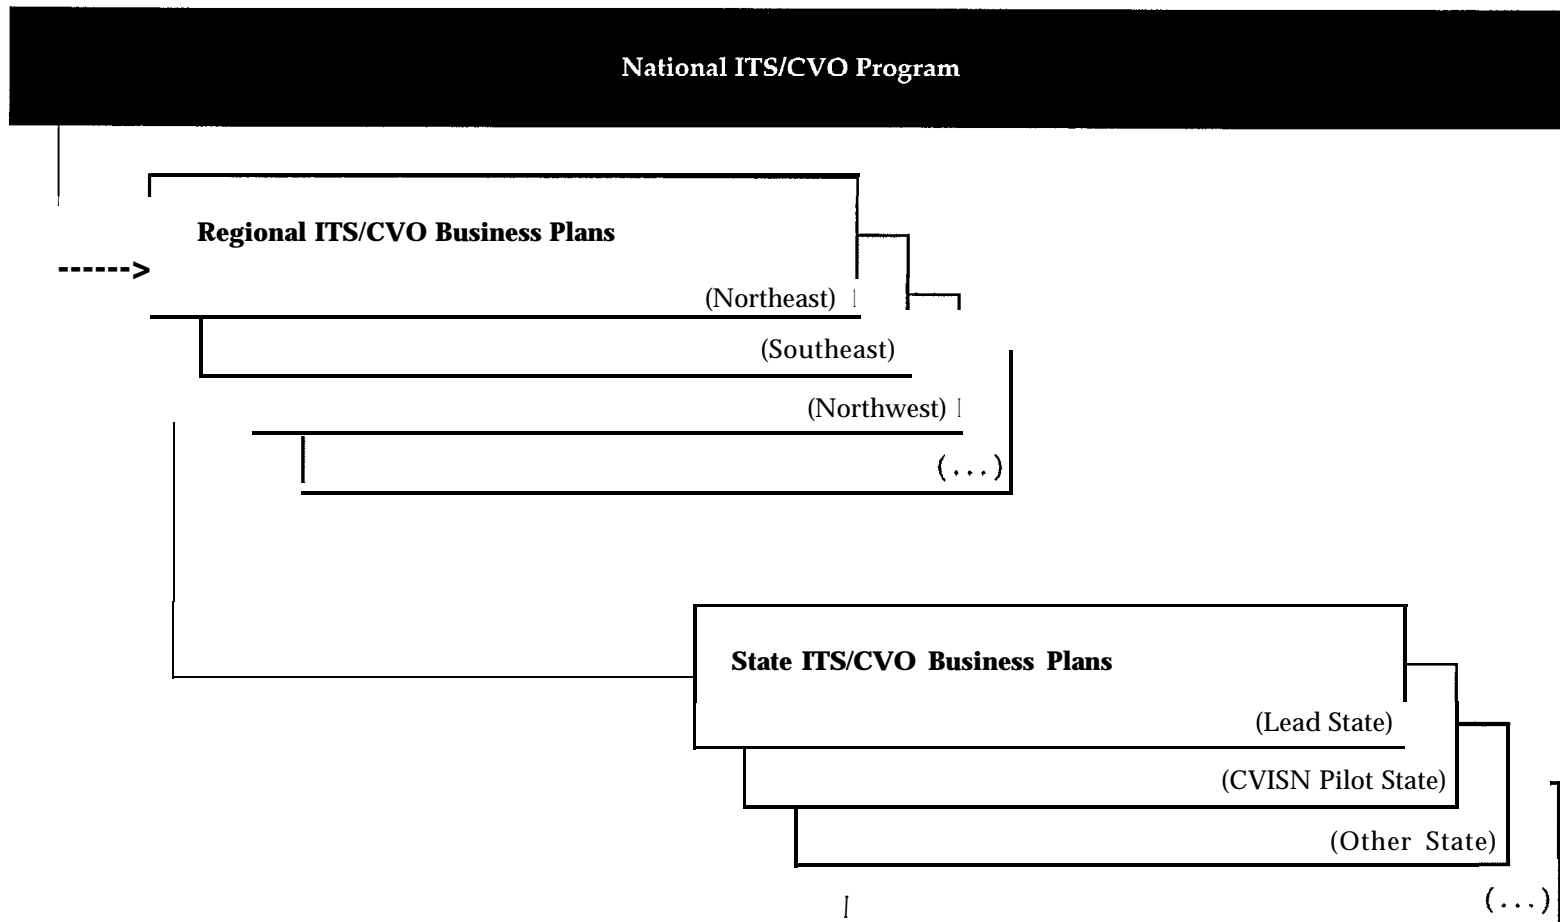 National ITS/CVO Program
Regional ITS/CVO Business Plans
------>
(Northeast)
(Southeast)
(Northwest)
(...)
State ITS/CVO Business Plans
(Lead State)
(CVISN Pilot State)
(Other State)
(...)